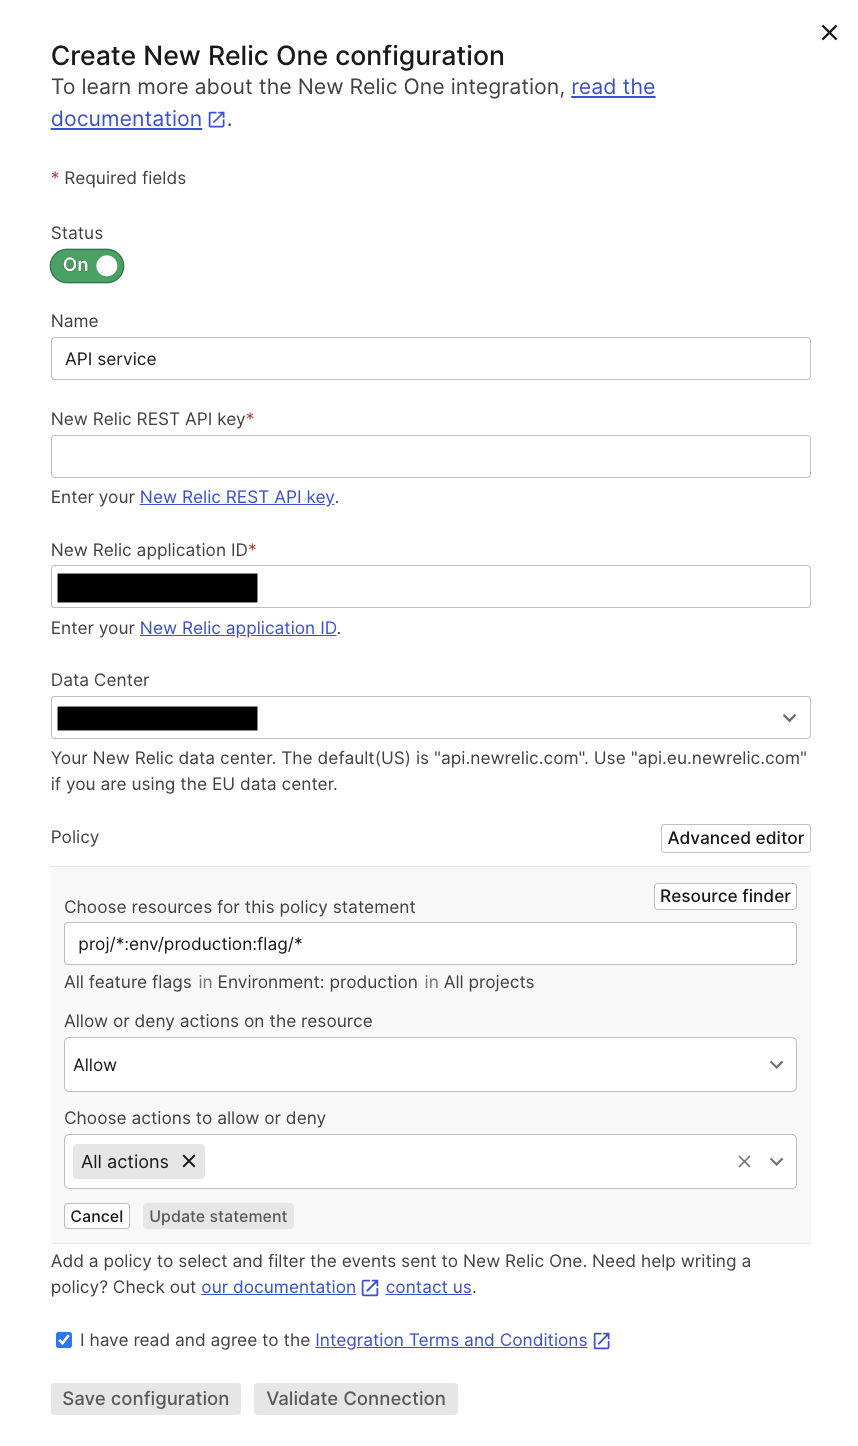 Create New Relic One configuration
To learn more about the New Relic One integration, read the
documentation.
* Required fields
Status
On
Name
API service
New Relic REST API key*
Enter your New Relic REST API key.
New Relic application ID*
Enter your New Relic application ID.
Data Center
Your New Relic data center. The default(US) is "api.newrelic.com". Use "api.eu.newrelic.com"
if you are using the EU data center.
Policy
Advanced editor
Resource finder
Choose resources for this policy statement
proj/*:env/production:flag/*
All feature flags in Environment: production in All projects
Allow or deny actions on the resource
Allow
Choose actions to allow or deny
All actions
Cancel Update statement
Add a policy to select and filter the events sent to New Relic One. Need help writing a
policy? Check out our documentation contact us.
I have read and agree to the Integration Terms and Conditions
Save configuration Validate Connection